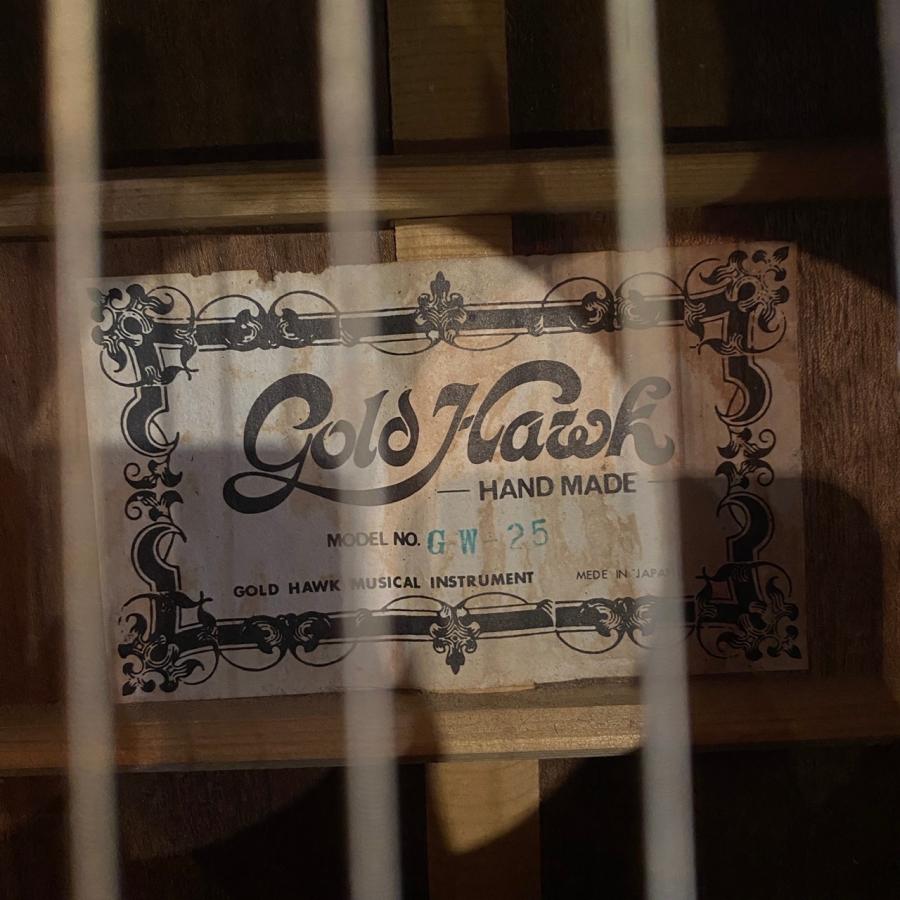 Gold Hawk
HAND MADE
MODEL NO. GW-25
GOLD HAWK MUSICAL INSTRUMENT MEDE IN JAPAN